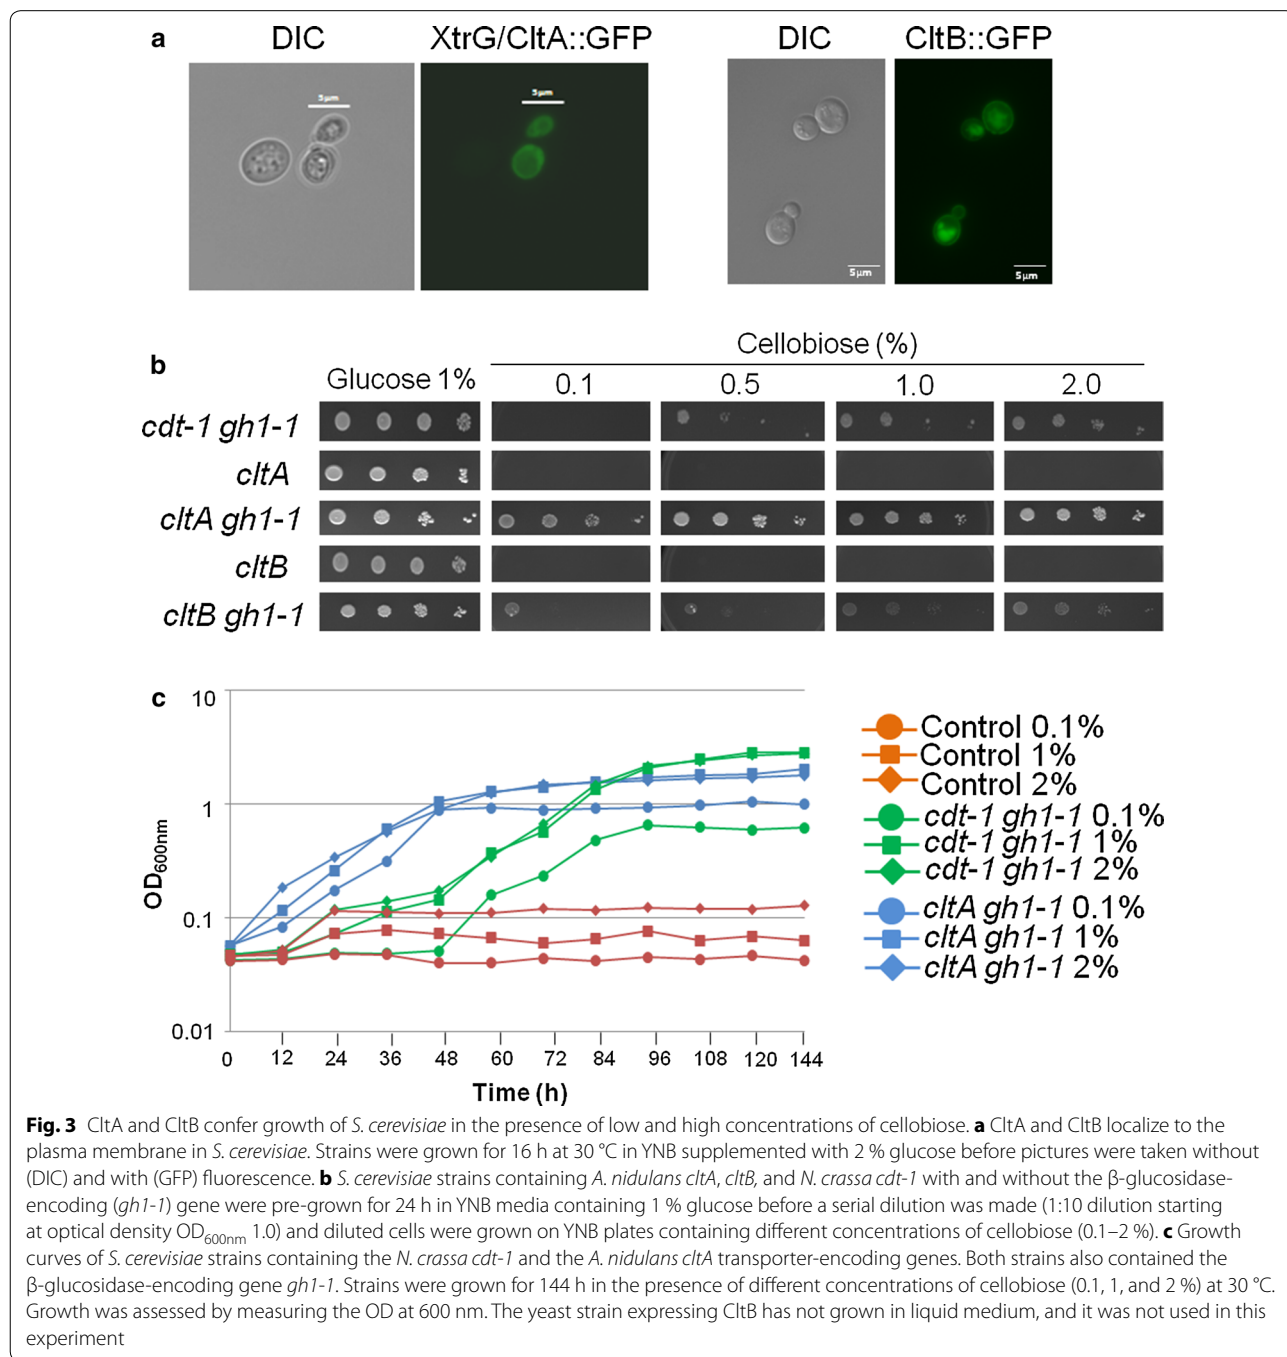 a
DIC XtrG/CltA::GFP DIC CltB::GFP
5µm 5µm
5µm 5µm
b
Cellobiose (%)
Glucose 1% 0.1 0.5 1.0 2.0
cdt-1 gh1-1
cltA
cltA gh1-1
cltB
cltB gh1-1
c
10
1
0.1
0.01
OD600nm
0 12 24 36 48 60 72 84 96 108 120 144
Time (h)
Control 0.1%
Control 1%
Control 2%
cdt-1 gh1-1 0.1%
cdt-1 gh1-1 1%
cdt-1 gh1-1 2%
cltA gh1-1 0.1%
cltA gh1-1 1%
cltA gh1-1 2%
Fig. 3 CltA and CltB confer growth of S. cerevisiae in the presence of low and high concentrations of cellobiose. a CltA and CltB localize to the
plasma membrane in S. cerevisiae. Strains were grown for 16 h at 30 °C in YNB supplemented with 2 % glucose before pictures were taken without
(DIC) and with (GFP) fluorescence. b S. cerevisiae strains containing A. nidulans cltA, cltB, and N. crassa cdt-1 with and without the β-glucosidase-
encoding (gh1-1) gene were pre-grown for 24 h in YNB media containing 1 % glucose before a serial dilution was made (1:10 dilution starting
at optical density OD600nm 1.0) and diluted cells were grown on YNB plates containing different concentrations of cellobiose (0.1–2 %). c Growth
curves of S. cerevisiae strains containing the N. crassa cdt-1 and the A. nidulans cltA transporter-encoding genes. Both strains also contained the
β-glucosidase-encoding gene gh1-1. Strains were grown for 144 h in the presence of different concentrations of cellobiose (0.1, 1, and 2 %) at 30 °C.
Growth was assessed by measuring the OD at 600 nm. The yeast strain expressing CltB has not grown in liquid medium, and it was not used in this
experiment